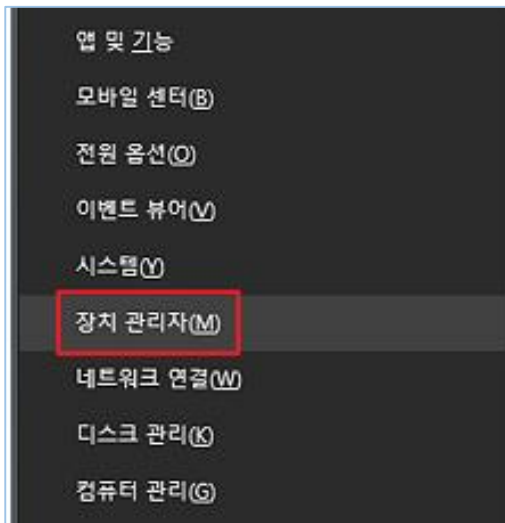 앱 및 기능
모바일 센터(B)
전원 옵션(O)
이벤트 뷰어(V)
시스템(Y)
장치 관리자(M)
네트워크 연결(W)
디스크 관리(K)
컴퓨터 관리(G)